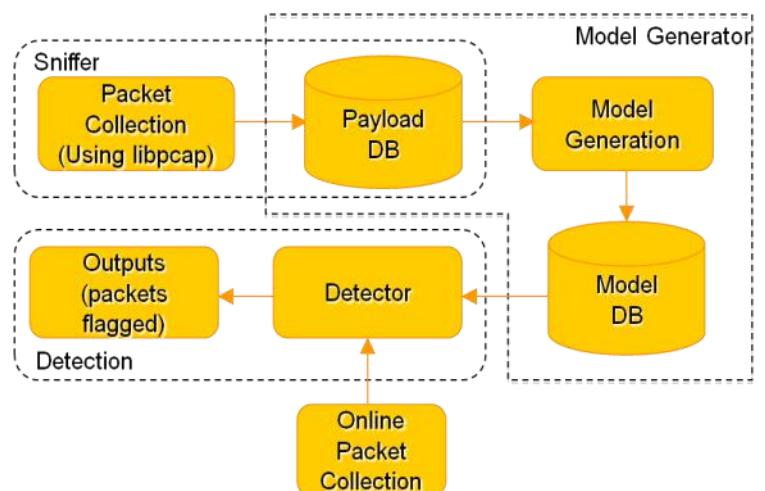 Model Generator
Sniffer
Packet
Collection
(Using libpcap)
Payload
DB
Model
Generation
Outputs
(packets
flagged)
Detector
Model
DB
Detection
Online
Packet
Collection